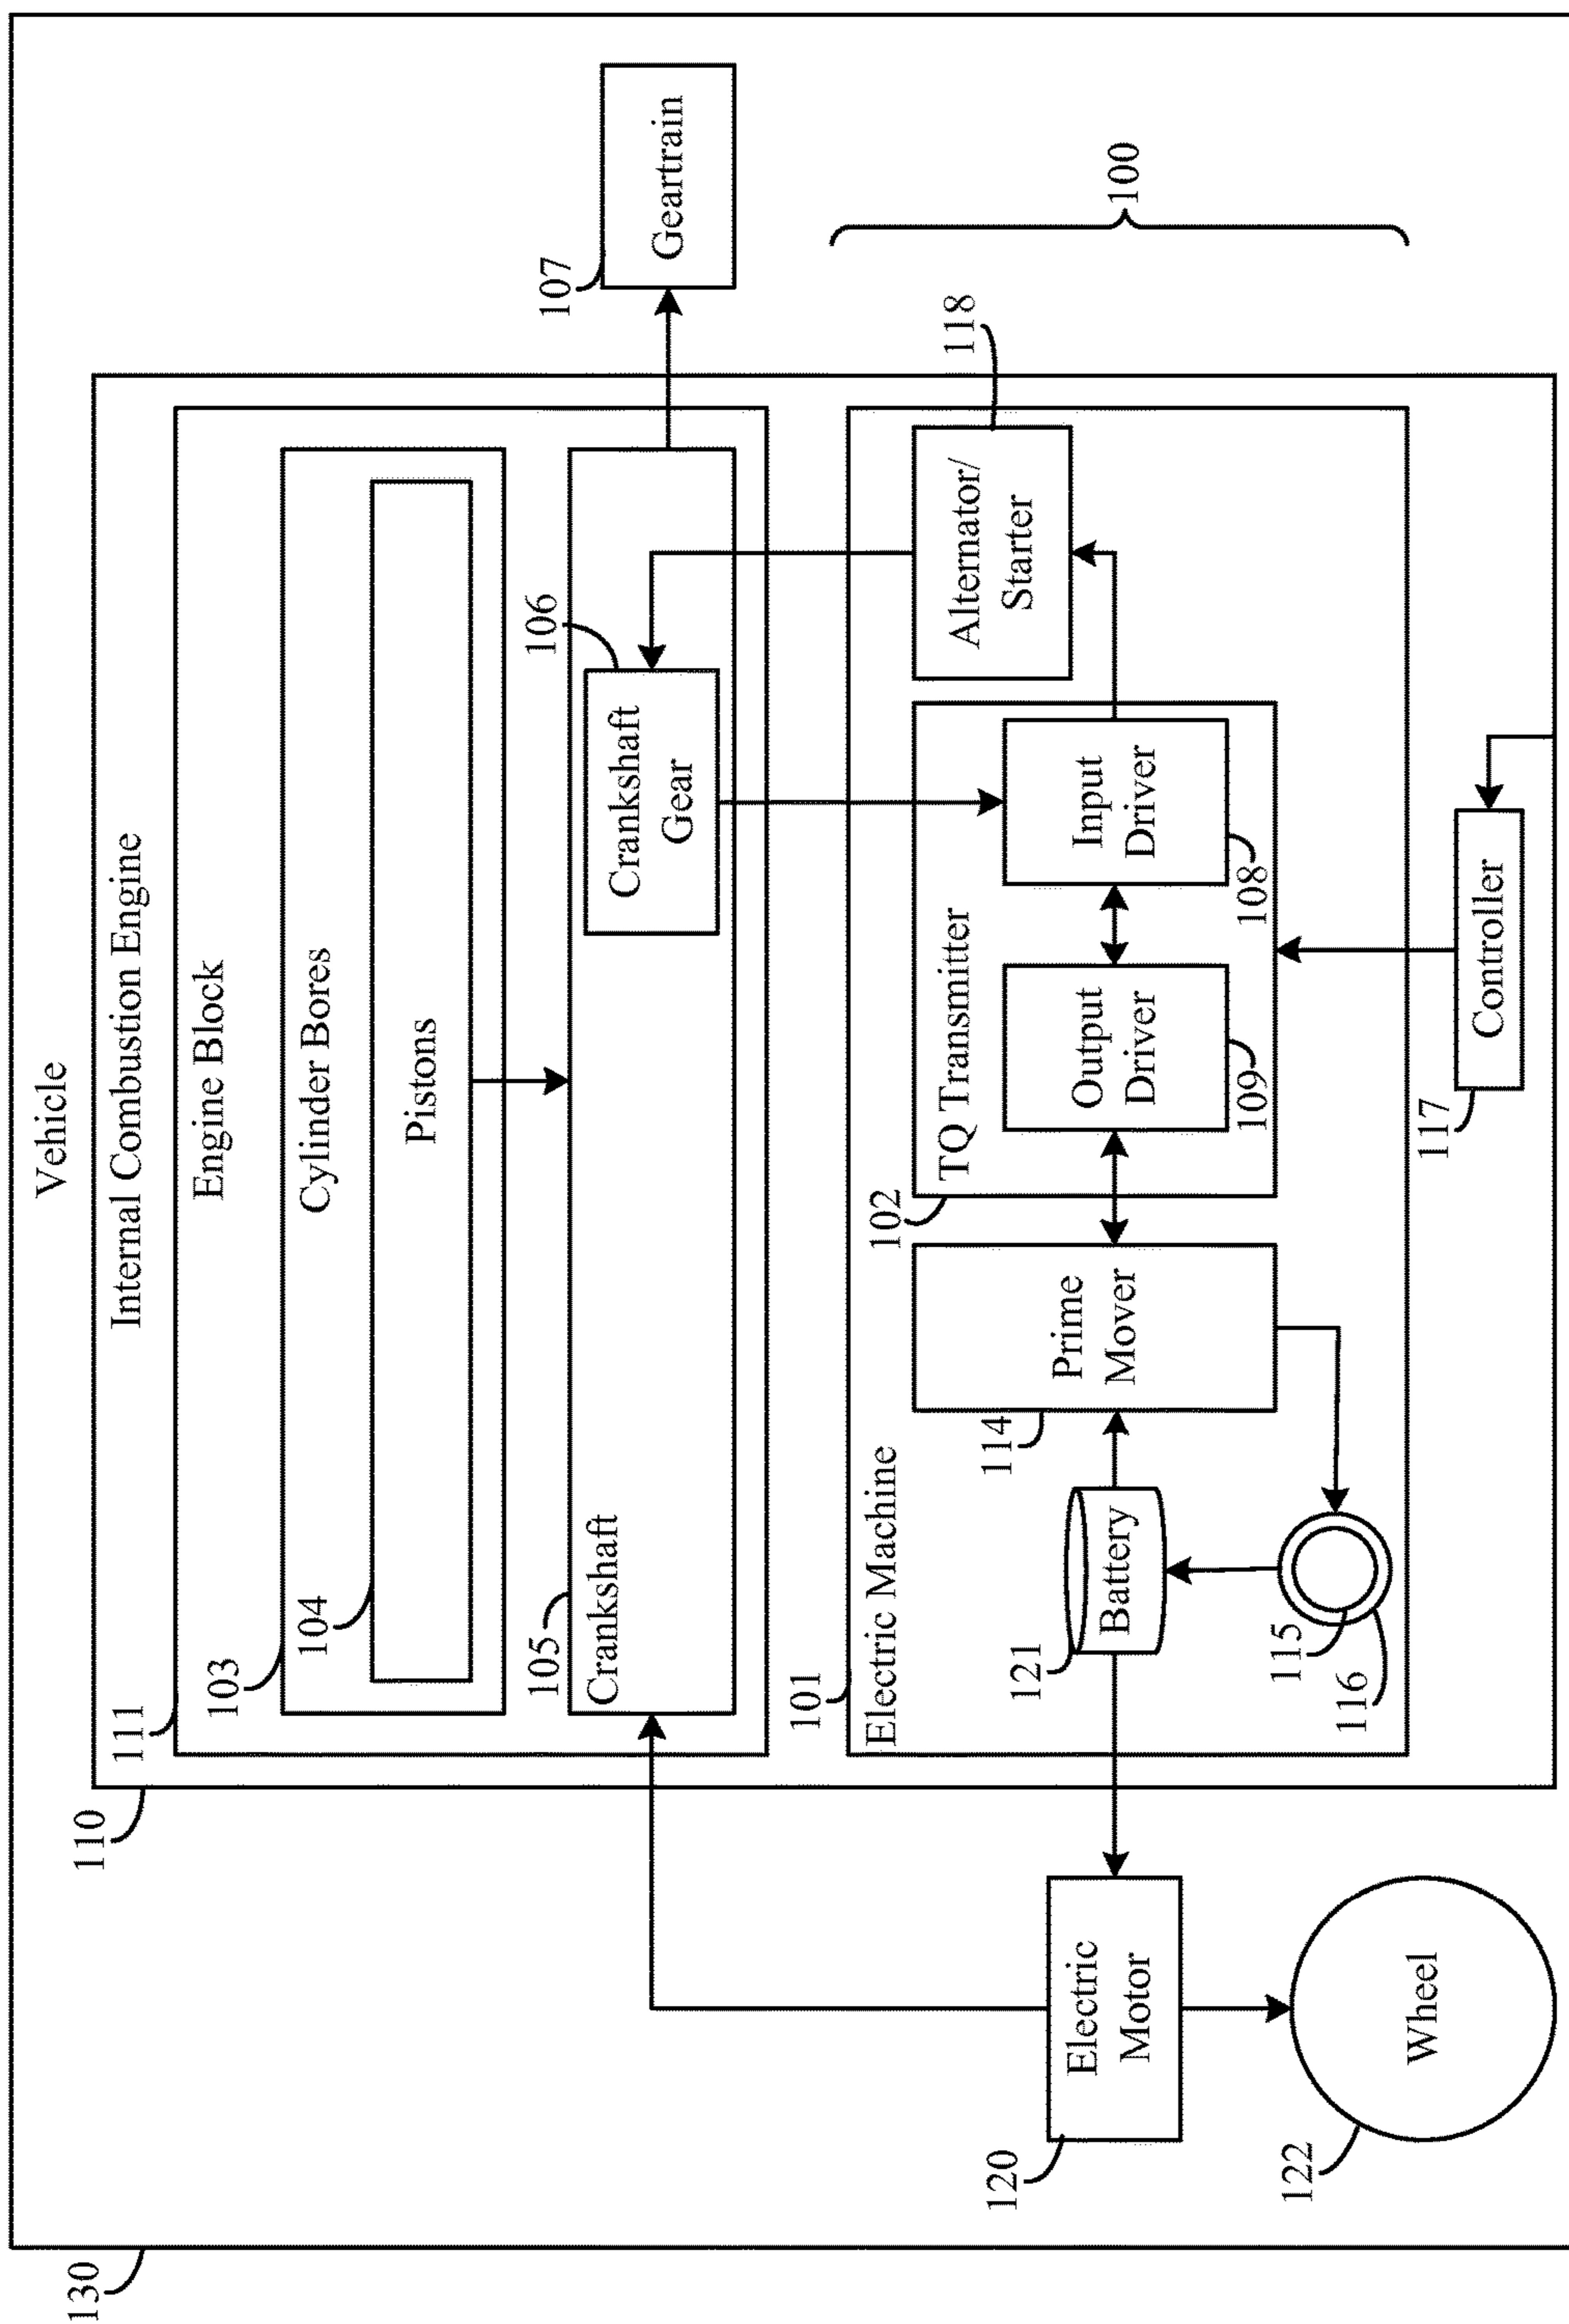 130
Vehicle
110
Internal Combustion Engine
111
Engine Block
103
Cylinder Bores
104
Pistons
105
Crankshaft
106
Crankshaft
Gear
107
Geartrain
101
Electric Machine
121
Battery
115
116
114
Prime
Mover
102
TQ Transmitter
Output
Driver
109
Input
Driver
108
Alternator/
Starter
118
100
120
Electric
Motor
122
Wheel
117
Controller